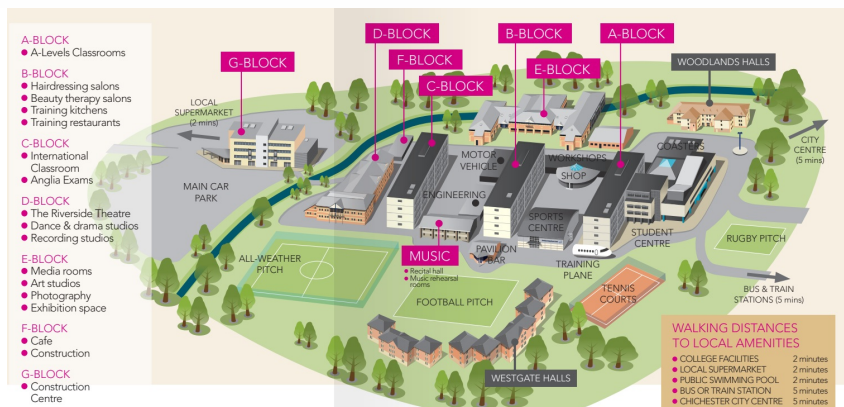 A-BLOCK
A-Levels Classrooms
B-BLOCK
Hairdressing salons
Beauty therapy salons
Training kitchens
Training restaurants
C-BLOCK
International
Classroom
Anglia Exams
D-BLOCK
The Riverside Theatre
Dance & drama studios
Recording studios
E-BLOCK
Media rooms
Art studios
Photography
Exhibition space
F-BLOCK
Cafe
Construction
G-BLOCK
Construction
Centre
D-BLOCK
B-BLOCK
A-BLOCK
F-BLOCK
G-BLOCK
E-BLOCK
C-BLOCK
WOODLANDS HALLS
LOCAL
SUPERMARKET
(2 mins)
MAIN CAR
PARK
MOTOR
VEHICLE
WORKSHOPS
SHOP
COASTERS
CITY
CENTRE
(5 mins)
ENGINEERING
SPORTS
CENTRE
STUDENT
CENTRE
RUGBY PITCH
MUSIC
Recital hall
Music rehearsal
rooms
PAVILION
& BAR
TRAINING
PLANE
ALL-WEATHER
PITCH
FOOTBALL PITCH
TENNIS
COURTS
BUS & TRAIN
STATIONS (5 mins)
WESTGATE HALLS
WALKING DISTANCES
TO LOCAL AMENITIES
COLLEGE FACILITIES 2 minutes
LOCAL SUPERMARKET 2 minutes
PUBLIC SWIMMING POOL 2 minutes
BUS OR TRAIN STATION 5 minutes
CHICHESTER CITY CENTRE 5 minutes